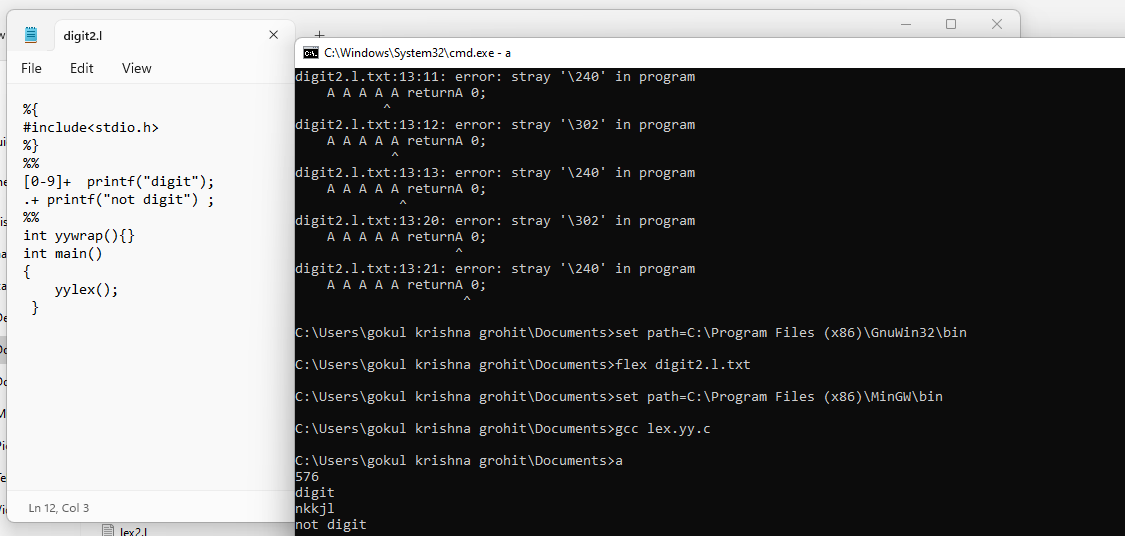 digit2.l
File Edit View
%{
#include<stdio.h>
%}
%%
[0-9]+  printf("digit");
.+ printf("not digit") ;
%%
int yywrap(){}
int main()
{
    yylex();
 }
Ln 12, Col 3
lex2.l
C:\Windows\System32\cmd.exe - a
digit2.l.txt:13:11: error: stray '\240' in program
    A A A A A returnA 0;
           ^
digit2.l.txt:13:12: error: stray '\302' in program
    A A A A A returnA 0;
            ^
digit2.l.txt:13:13: error: stray '\240' in program
    A A A A A returnA 0;
             ^
digit2.l.txt:13:20: error: stray '\302' in program
    A A A A A returnA 0;
                    ^
digit2.l.txt:13:21: error: stray '\240' in program
    A A A A A returnA 0;
                     ^
C:\Users\gokul krishna grohit\Documents>set path=C:\Program Files (x86)\GnuWin32\bin
C:\Users\gokul krishna grohit\Documents>flex digit2.l.txt
C:\Users\gokul krishna grohit\Documents>set path=C:\Program Files (x86)\MinGW\bin
C:\Users\gokul krishna grohit\Documents>gcc lex.yy.c
C:\Users\gokul krishna grohit\Documents>a
576
digit
nkkjl
not digit